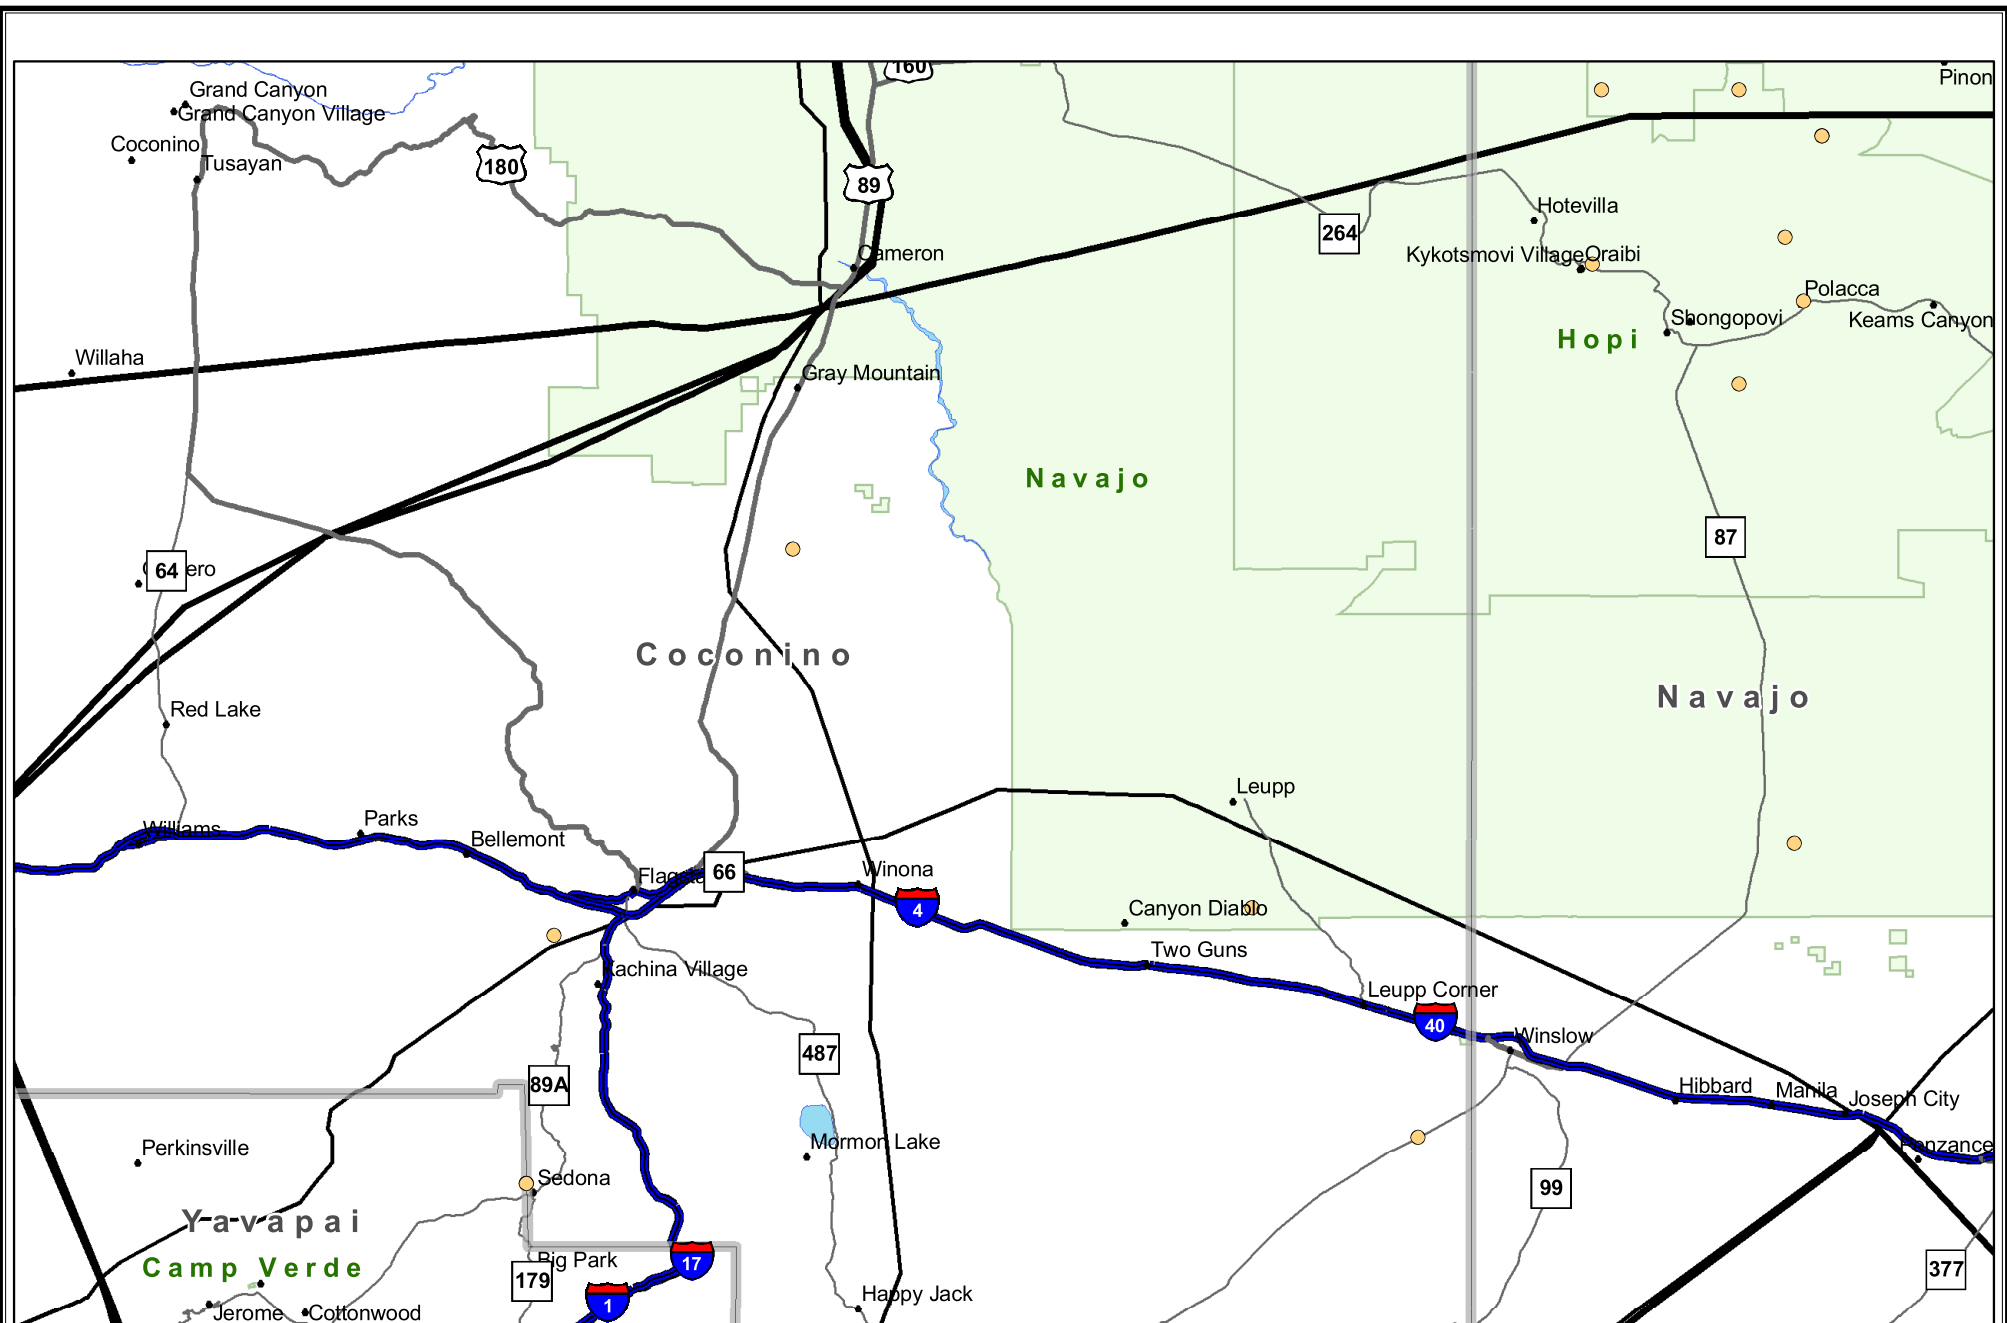 160
Pinon
Grand Canyon
Grand Canyon Village
Coconino
Tusayan
180
89
Hotevilla
264
Cameron
Kykotsmovi Village
Oraibi
Polacca
Shongopovi
Keams Canyon
Hopi
Willaha
Gray Mountain
Navajo
87
64
Coconino
Navajo
Red Lake
Leupp
Parks
Williams
Bellemont
66
Winona
4
Canyon Diablo
Two Guns
Kachina Village
Leupp Corner
40
Winslow
487
89A
Hibbard
Manila
Joseph City
Mormon Lake
Penzance
Perkinsville
Sedona
99
Yavapai
Camp Verde
Big Park
17
179
377
1
Happy Jack
Jerome
Cottonwood